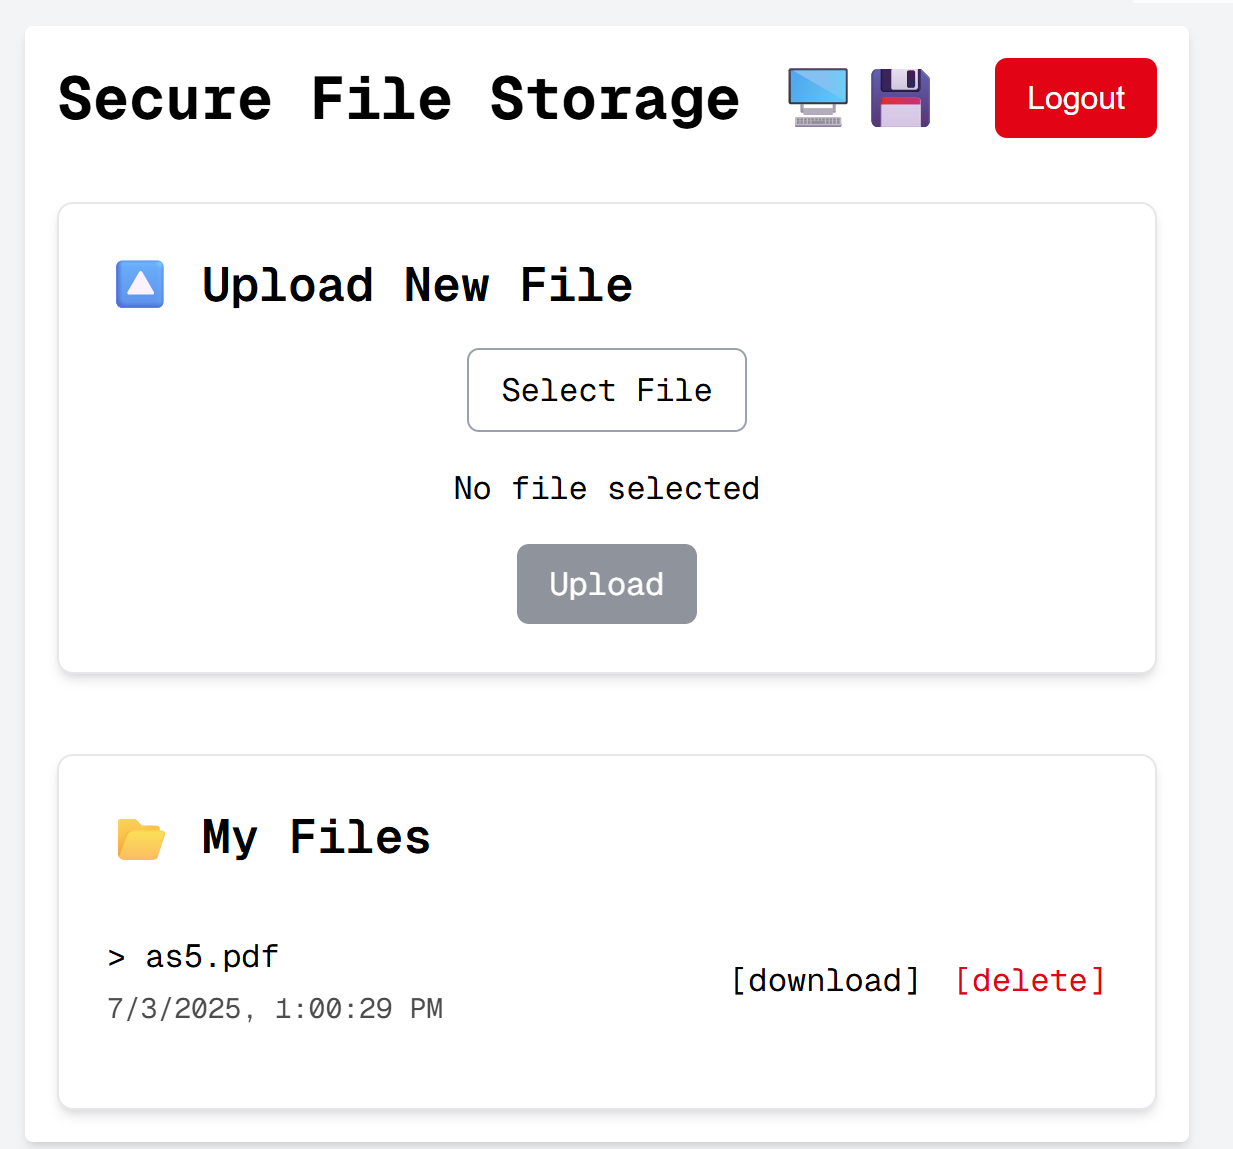 Secure File Storage
Logout
Upload New File
Select File
No file selected
Upload
My Files
> as5.pdf
[download] [delete]
7/3/2025, 1:00:29 PM